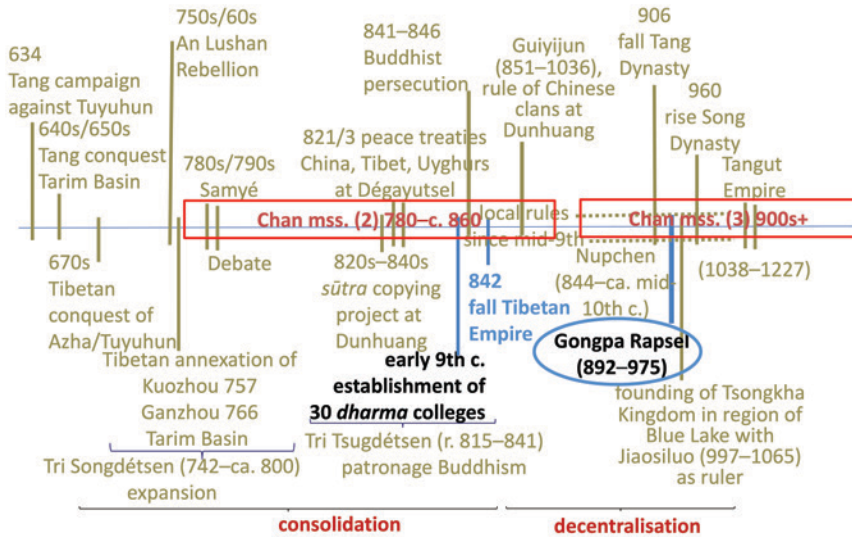 634
Tang campaign
against Tuyuhun
640s/650s
Tang conquest
Tarim Basin
750s/60s
An Lushan
Rebellion
780s/790s
Samyé
841–846
Buddhist
persecution
821/3 peace treaties
China, Tibet, Uyghurs
at Dégayutsel
Guiyijun
(851–1036),
rule of Chinese
clans at
Dunhuang
906
fall Tang
Dynasty
960
rise Song
Dynasty
Tangut
Empire
Chan mss. (2) 780–c. 860
local rules
since mid-9th
Chan mss. (3) 900s+
670s
Tibetan
conquest of
Azha/Tuyuhun
Debate
820s–840s
sūtra copying
project at
Dunhuang
842
fall Tibetan
Empire
Nupchen
(844–ca. mid-
10th c.)
(1038–1227)
Gongpa Rapsel
(892–975)
Tibetan annexation of
Kuozhou 757
Ganzhou 766
Tarim Basin
early 9th c.
establishment of
30 dharma colleges
founding of Tsongkha
Kingdom in region of
Blue Lake with
Jiaosiluo (997–1065)
as ruler
Tri Songdétsen (742–ca. 800)
expansion
Tri Tsugdétsen (r. 815–841)
patronage Buddhism
consolidation
decentralisation